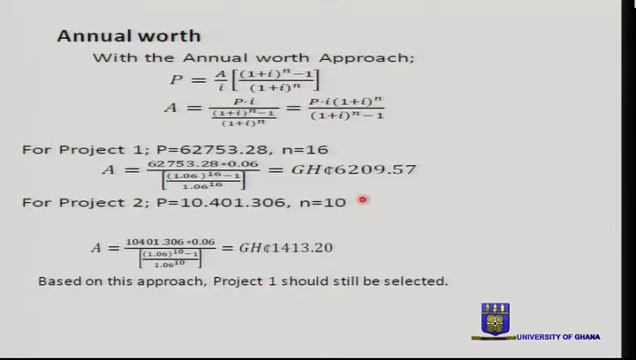 Annual worth
With the Annual worth Approach;
P = A/i [((1+i)^n−1)/((1+i)^n)]
A = P·i/(((1+i)^n−1)/((1+i)^n)) = P·i(1+i)^n/((1+i)^n−1)
For Project 1; P=62753.28, n=16
A = 62753.28*0.06/[((1.06)^16−1)/1.06^16] = GH¢6209.57
For Project 2; P=10.401.306, n=10
A = 10401.306*0.06/[((1.06)^10−1)/1.06^10] = GH¢1413.20
Based on this approach, Project 1 should still be selected.
UNIVERSITY OF GHANA